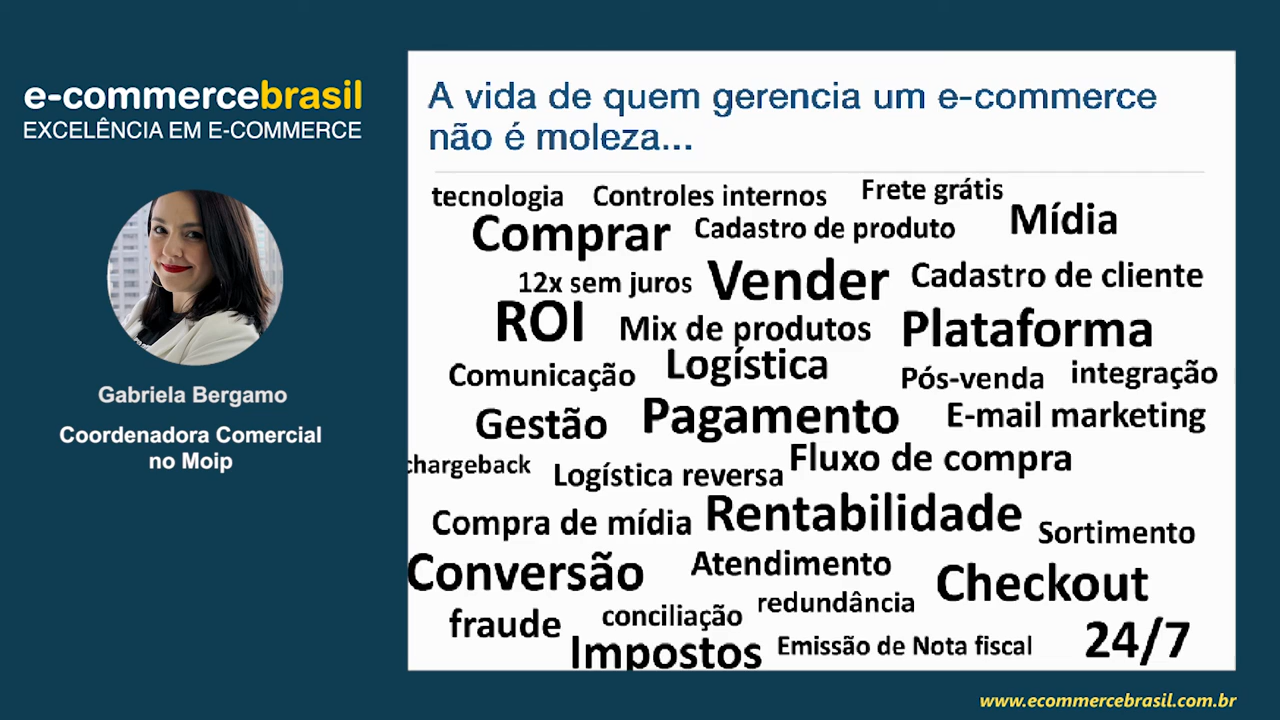 e-commercebrasil
EXCELÊNCIA EM E-COMMERCE
Gabriela Bergamo
Coordenadora Comercial
no Moip
A vida de quem gerencia um e-commerce
não é moleza...
tecnologia Controles internos Frete grátis
Comprar Cadastro de produto Mídia
12x sem juros Vender Cadastro de cliente
ROI Mix de produtos Plataforma
Comunicação Logística Pós-venda integração
Gestão Pagamento E-mail marketing
chargeback Logística reversa Fluxo de compra
Compra de mídia Rentabilidade Sortimento
Conversão Atendimento Checkout
fraude conciliação redundância
Impostos Emissão de Nota fiscal 24/7
www.ecommercebrasil.com.br